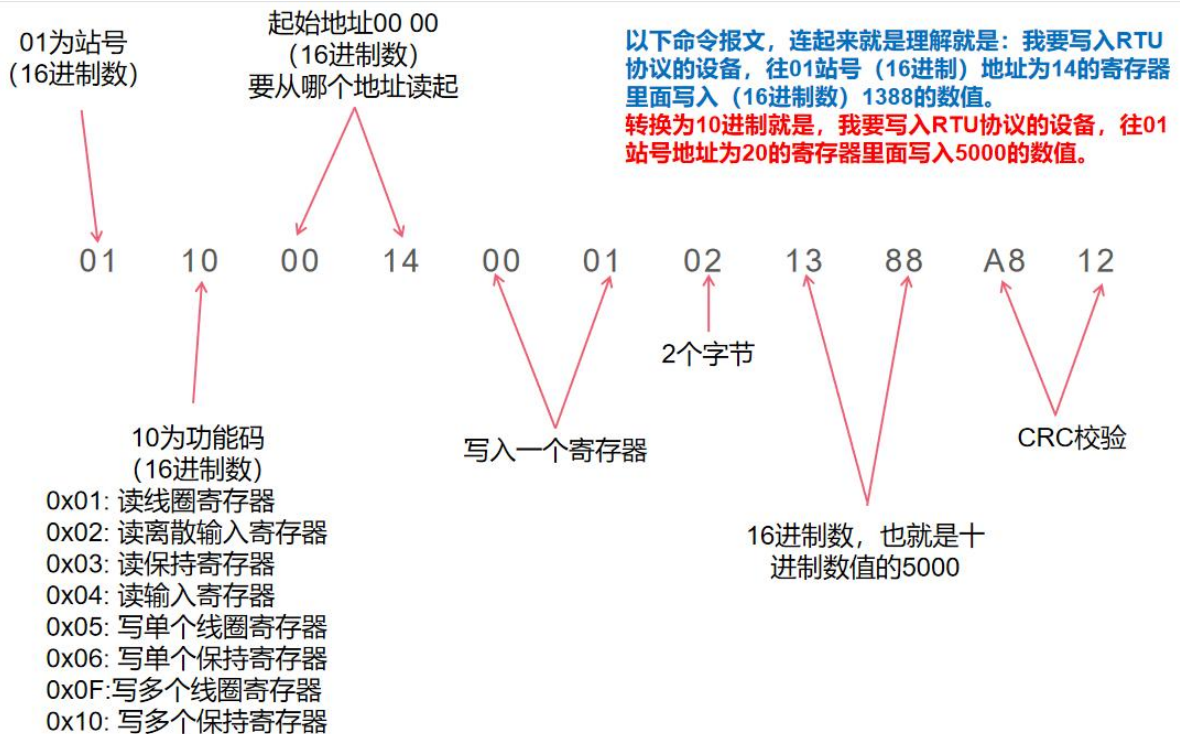 01为站号
（16进制数）
起始地址00 00
（16进制数）
要从哪个地址读起
以下命令报文，连起来就是理解就是：我要写入RTU
协议的设备，往01站号（16进制）地址为14的寄存器
里面写入（16进制数）1388的数值。
转换为10进制就是，我要写入RTU协议的设备，往01
站号地址为20的寄存器里面写入5000的数值。
01 10 00 14 00 01 02 13 88 A8 12
2个字节
10为功能码
（16进制数）
0x01: 读线圈寄存器
0x02: 读离散输入寄存器
0x03: 读保持寄存器
0x04: 读输入寄存器
0x05: 写单个线圈寄存器
0x06: 写单个保持寄存器
0x0F:写多个线圈寄存器
0x10: 写多个保持寄存器
写入一个寄存器
16进制数，也就是十
进制数值的5000
CRC校验